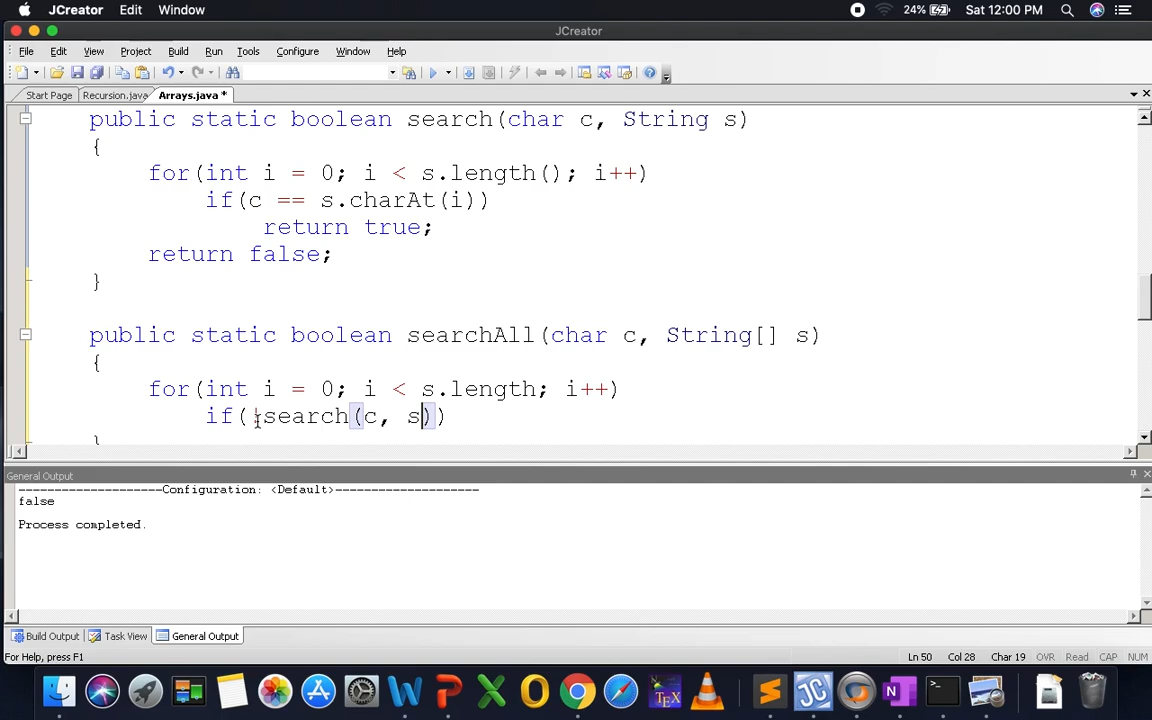 JCreator Edit Window 24% Sat 12:00 PM
JCreator
File Edit View Project Build Run Tools Configure Window Help
Start Page Recursion.java Arrays.java *
public static boolean search(char c, String s)
{
for(int i = 0; i < s.length(); i++)
if(c == s.charAt(i))
return true;
return false;
}
public static boolean searchAll(char c, String[] s)
{
for(int i = 0; i < s.length; i++)
if(!search(c, s))
}
General Output
--------------------Configuration: <Default>--------------------
false
Process completed.
Build Output Task View General Output
For Help, press F1 Ln 50 Col 28 Char 19 OVR Read CAP NUM